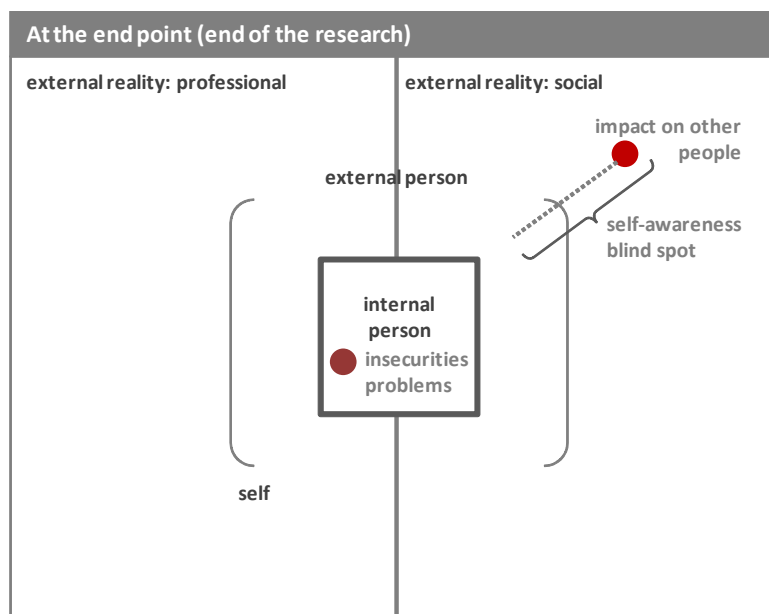 At the end point (end of the research)
external reality: professional
external reality: social
impact on other
people
external person
self-awareness
blind spot
internal
person
insecurities
problems
self